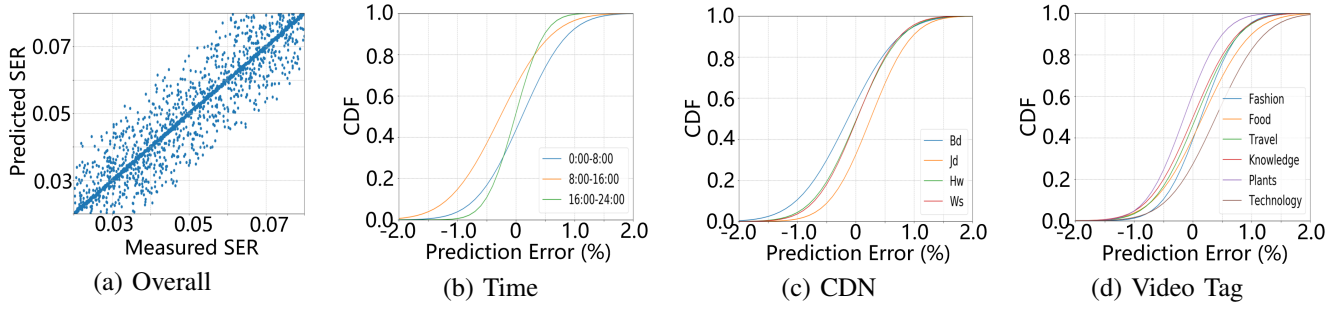 0.07
0.05
0.03
Predicted SER
0.03 0.05 0.07
Measured SER
(a) Overall
1.0
0.8
0.6
0.4
0.2
0.0
CDF
-2.0 -1.0 0 1.0 2.0
Prediction Error (%)
0:00-8:00
8:00-16:00
16:00-24:00
(b) Time
1.0
0.8
0.6
0.4
0.2
0.0
CDF
-2.0 -1.0 0 1.0 2.0
Prediction Error (%)
Bd
Jd
Hw
Ws
(c) CDN
1.0
0.8
0.6
0.4
0.2
0.0
CDF
-2.0 -1.0 0 1.0 2.0
Prediction Error (%)
Fashion
Food
Travel
Knowledge
Plants
Technology
(d) Video Tag